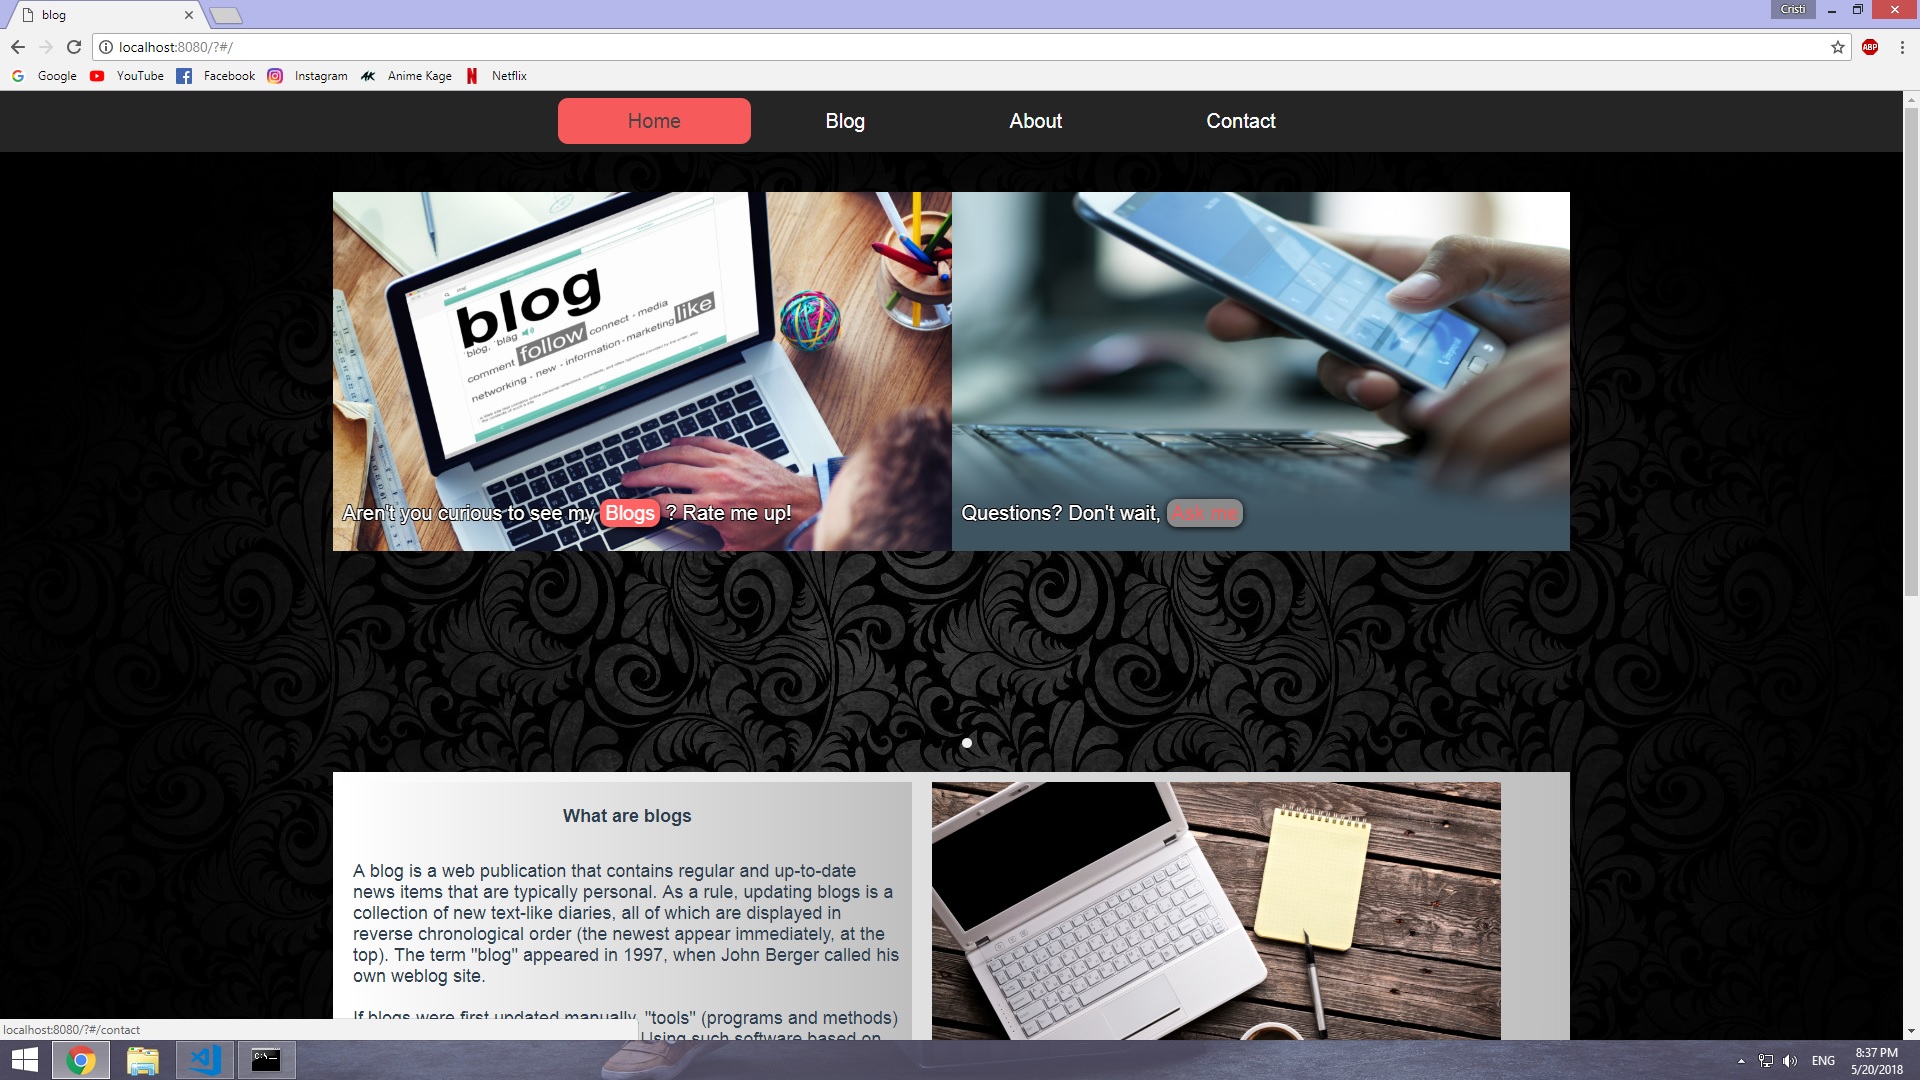 blog
Cristi
localhost:8080/?#/
ABP
Google
YouTube
Facebook
Instagram
Anime Kage
Netflix
Home
Blog
About
Contact
blog
follow
connect - media
like
comment
networking - new - information - marketing
Aren't you curious to see my Blogs ? Rate me up!
Questions? Don't wait, Ask me
What are blogs
A blog is a web publication that contains regular and up-to-date
news items that are typically personal. As a rule, updating blogs is a
collection of new text-like diaries, all of which are displayed in
reverse chronological order (the newest appear immediately, at the
top). The term "blog" appeared in 1997, when John Berger called his
own weblog site.
If blogs were first updated manually, "tools" (programs and methods)
Using such software based on
localhost:8080/?#/contact
ENG
8:37 PM
5/20/2018